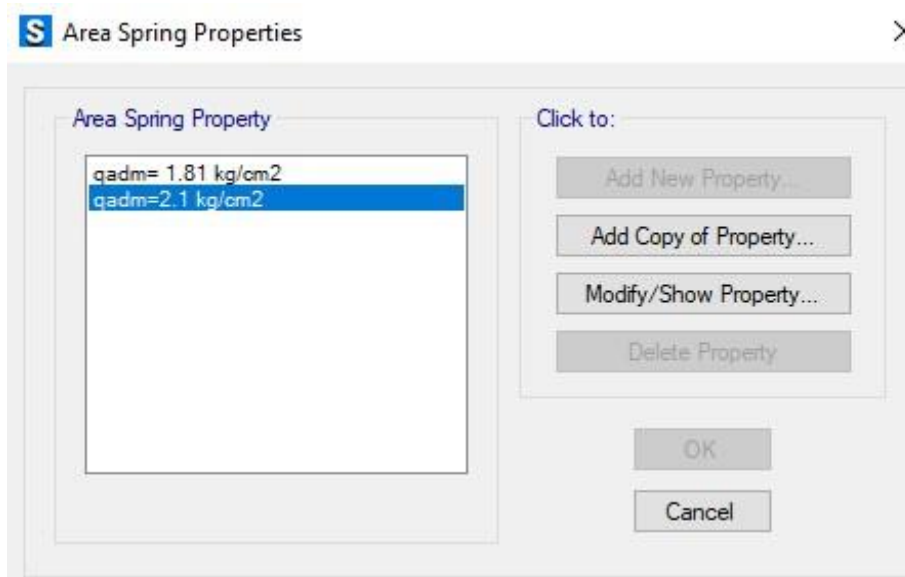 S Area Spring Properties
Area Spring Property
qadm= 1.81 kg/cm2
qadm=2.1 kg/cm2
Click to:
Add New Property...
Add Copy of Property...
Modify/Show Property...
Delete Property
OK
Cancel